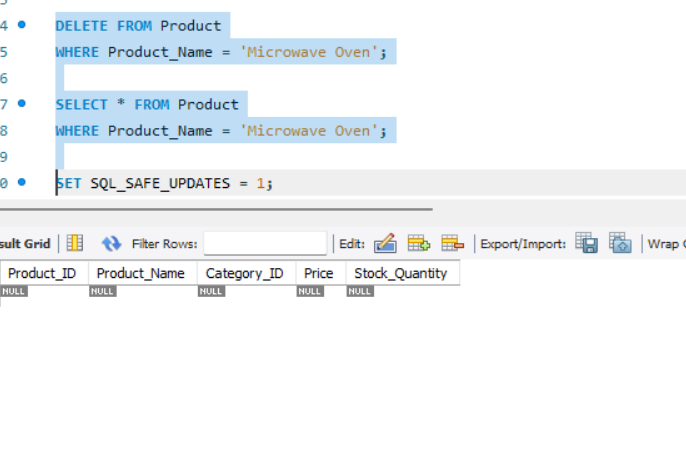 4 DELETE FROM Product
5 WHERE Product_Name = 'Microwave Oven';
6
7 SELECT * FROM Product
8 WHERE Product_Name = 'Microwave Oven';
9
0 SET SQL_SAFE_UPDATES = 1;
sult Grid Filter Rows: Edit: Export/Import: Wrap C
Product_ID Product_Name Category_ID Price Stock_Quantity
NULL NULL NULL NULL NULL